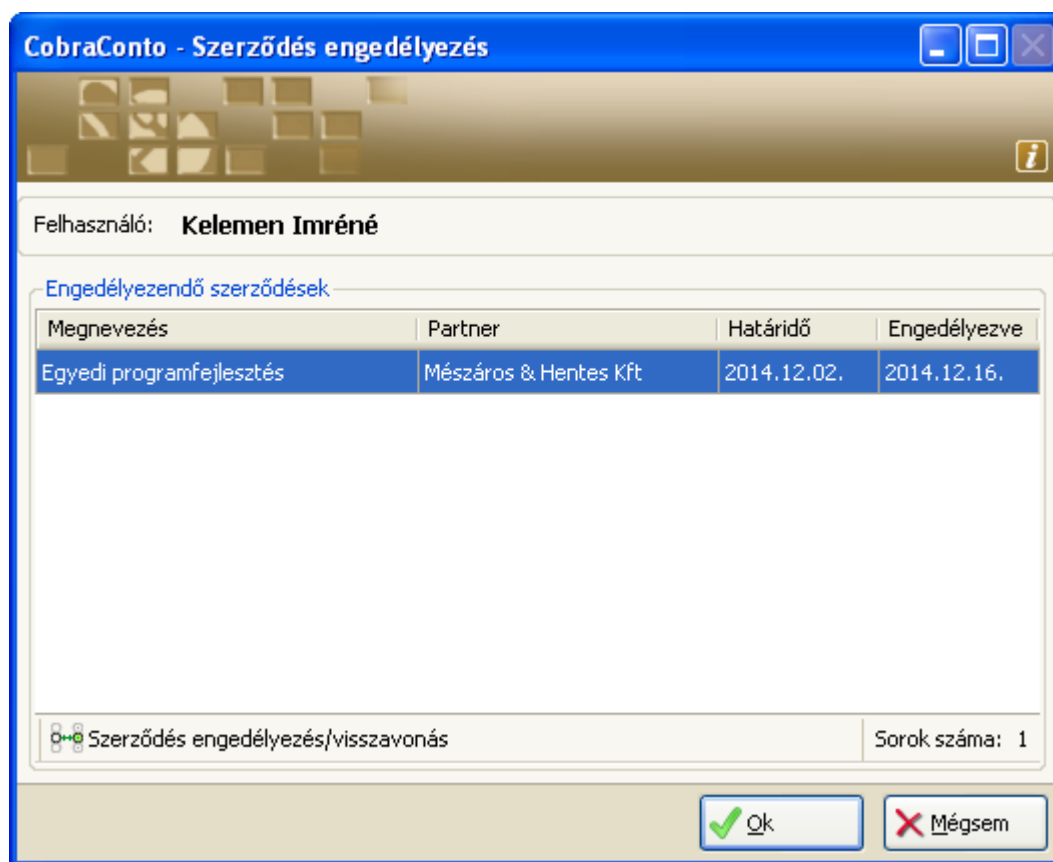 CobraConto - Szerződés engedélyezés
Felhasználó: Kelemen Imréné
Engedélyezendő szerződések
Megnevezés Partner Határidő Engedélyezve
Egyedi programfejlesztés Mészáros & Hentes Kft 2014.12.02. 2014.12.16.
Szerződés engedélyezés/visszavonás Sorok száma: 1
Ok Mégsem